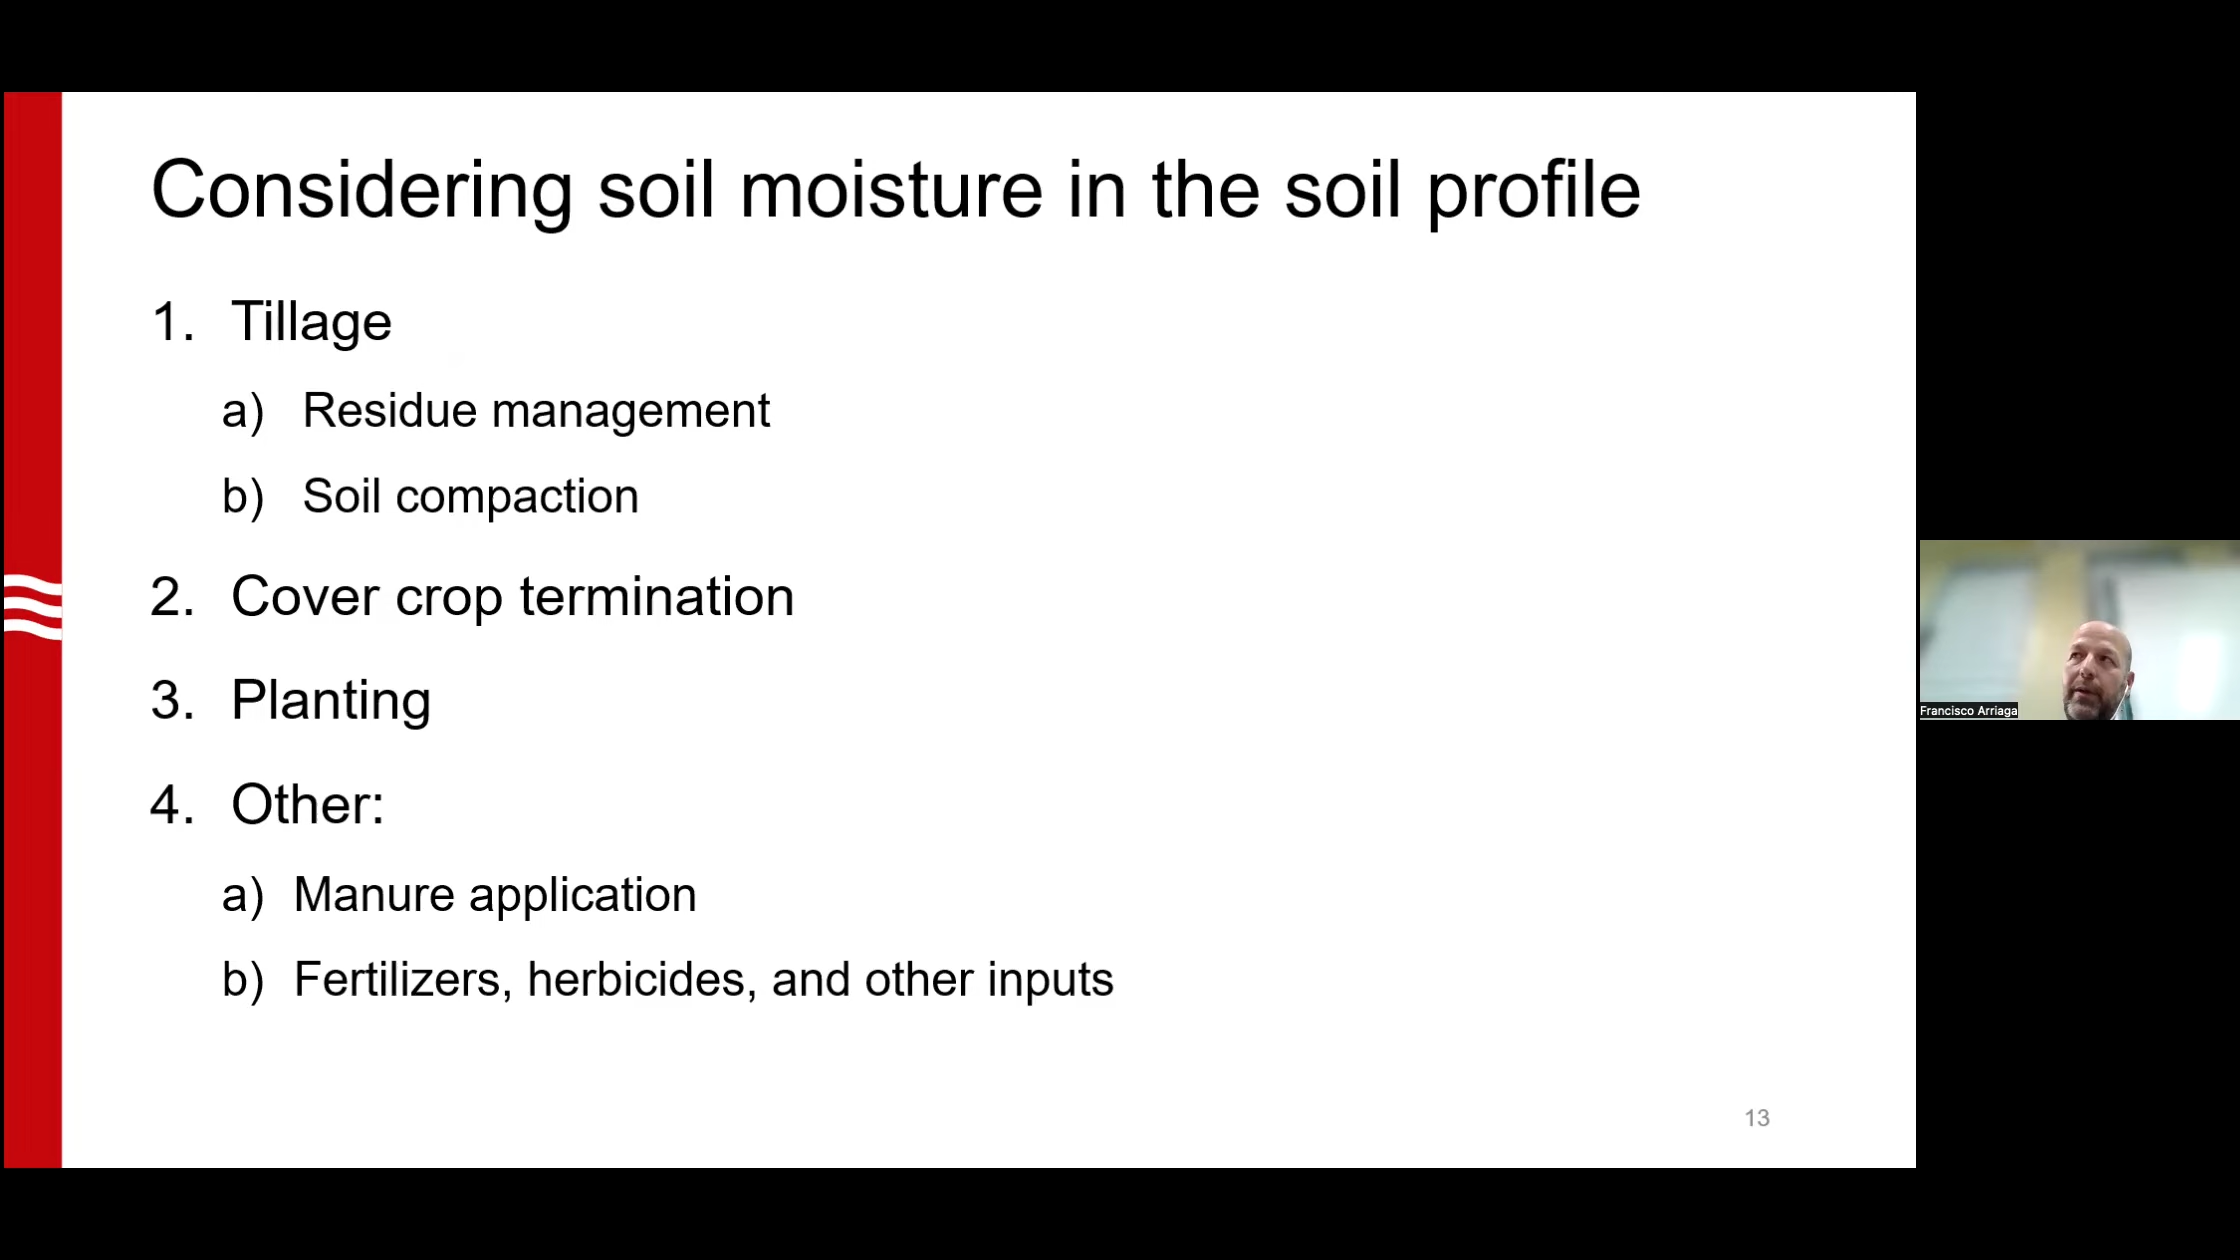 Considering soil moisture in the soil profile
1. Tillage
a) Residue management
b) Soil compaction
2. Cover crop termination
3. Planting
4. Other:
a) Manure application
b) Fertilizers, herbicides, and other inputs
13
Francisco Arriaga